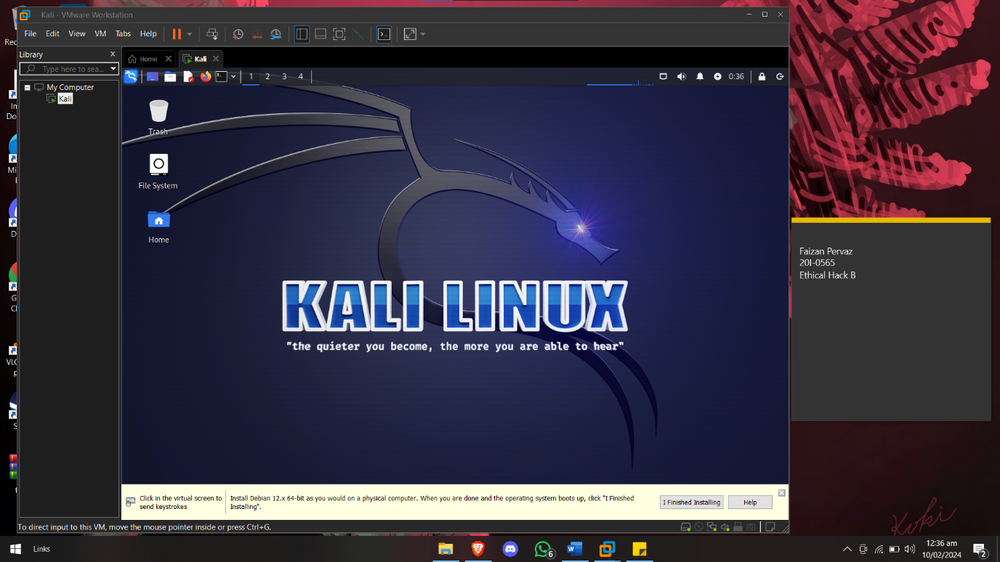 Kali - VMware Workstation
File Edit View VM Tabs Help
Library
Type here to sea...
My Computer
Kali
Home
Kali
1 2 3 4
0:36
Trash
File System
Home
KALI LINUX
"the quieter you become, the more you are able to hear"
Faizan Pervaz
20I-0565
Ethical Hack B
Click in the virtual screen to
send keystrokes
Install Debian 12.x 64-bit as you would on a physical computer. When you are done and the operating system boots up, click "I Finished
Installing".
I Finished Installing
Help
To direct input to this VM, move the mouse pointer inside or press Ctrl+G.
Koki
Links
6
12:36 am
10/02/2024
2